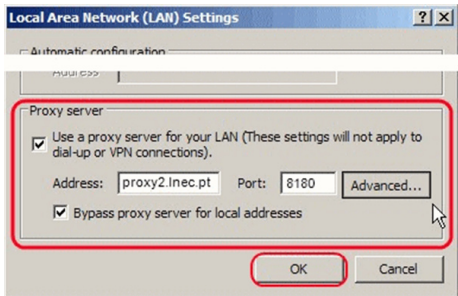 Local Area Network (LAN) Settings
Automatic configuration
Address
Proxy server
Use a proxy server for your LAN (These settings will not apply to
dial-up or VPN connections).
Address: proxy2.lnec.pt Port: 8180 Advanced...
Bypass proxy server for local addresses
OK Cancel